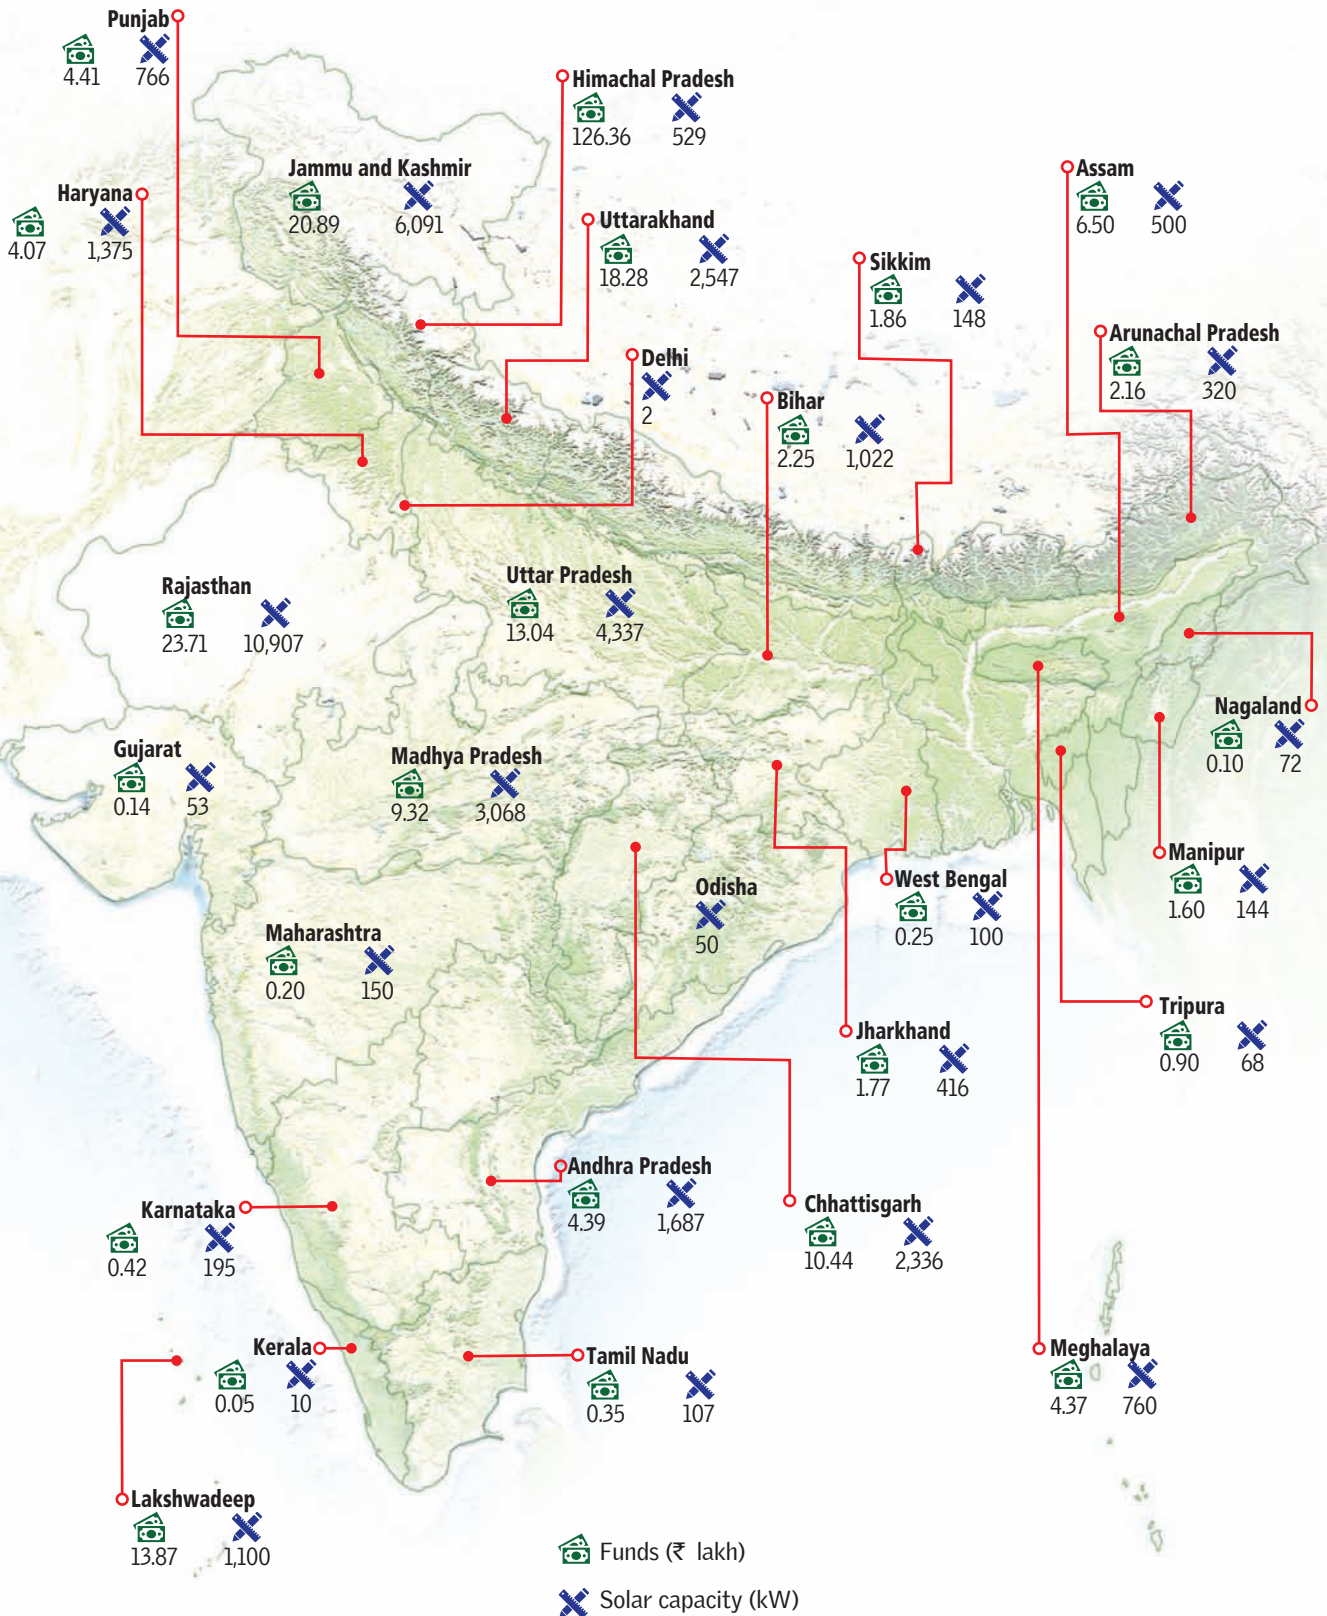 Punjab
4.41 766
Himachal Pradesh
126.36 529
Jammu and Kashmir
20.89 6,091
Assam
6.50 500
Haryana
4.07 1,375
Uttarakhand
18.28 2,547
Sikkim
1.86 148
Arunachal Pradesh
2.16 320
Delhi
2
Bihar
2.25 1,022
Rajasthan
23.71 10,907
Uttar Pradesh
13.04 4,337
Nagaland
0.10 72
Gujarat
0.14 53
Madhya Pradesh
9.32 3,068
Manipur
1.60 144
West Bengal
0.25 100
Odisha
50
Maharashtra
0.20 150
Tripura
0.90 68
Jharkhand
1.77 416
Andhra Pradesh
4.39 1,687
Chhattisgarh
10.44 2,336
Karnataka
0.42 195
Kerala
0.05 10
Tamil Nadu
0.35 107
Meghalaya
4.37 760
Lakshwadeep
13.87 1,100
Funds (₹ lakh)
Solar capacity (kW)